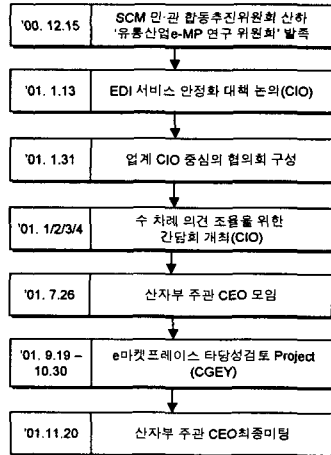 '00. 12.15
SCM 민·관 합동추진위원회 산하
'유통산업e-MP 연구 위원회' 발족
'01. 1.13
EDI 서비스 안정화 대책 논의(CIO)
'01. 1.31
업계 CIO 중심의 협의회 구성
'01. 1/2/3/4
수 차례 의견 조율을 위한
간담회 개최(CIO)
'01. 7.26
산자부 주관 CEO 모임
'01. 9.19 –
10.30
e마켓프레이스 타당성검토 Project
(CGEY)
'01.11.20
산자부 주관 CEO최종미팅